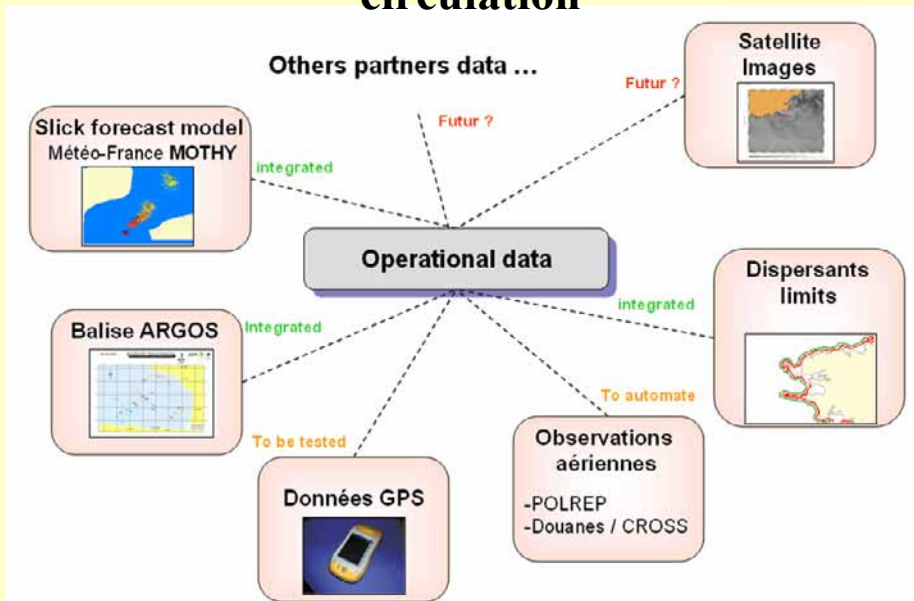 circulation
Others partners data ...
Satellite
Images
Futur ?
Futur ?
Slick forecast model
Météo-France MOTHY
integrated
Operational data
Dispersants
limits
integrated
Balise ARGOS
Integrated
To automate
To be tested
Observations
aériennes
-POLREP
-Douanes / CROSS
Données GPS